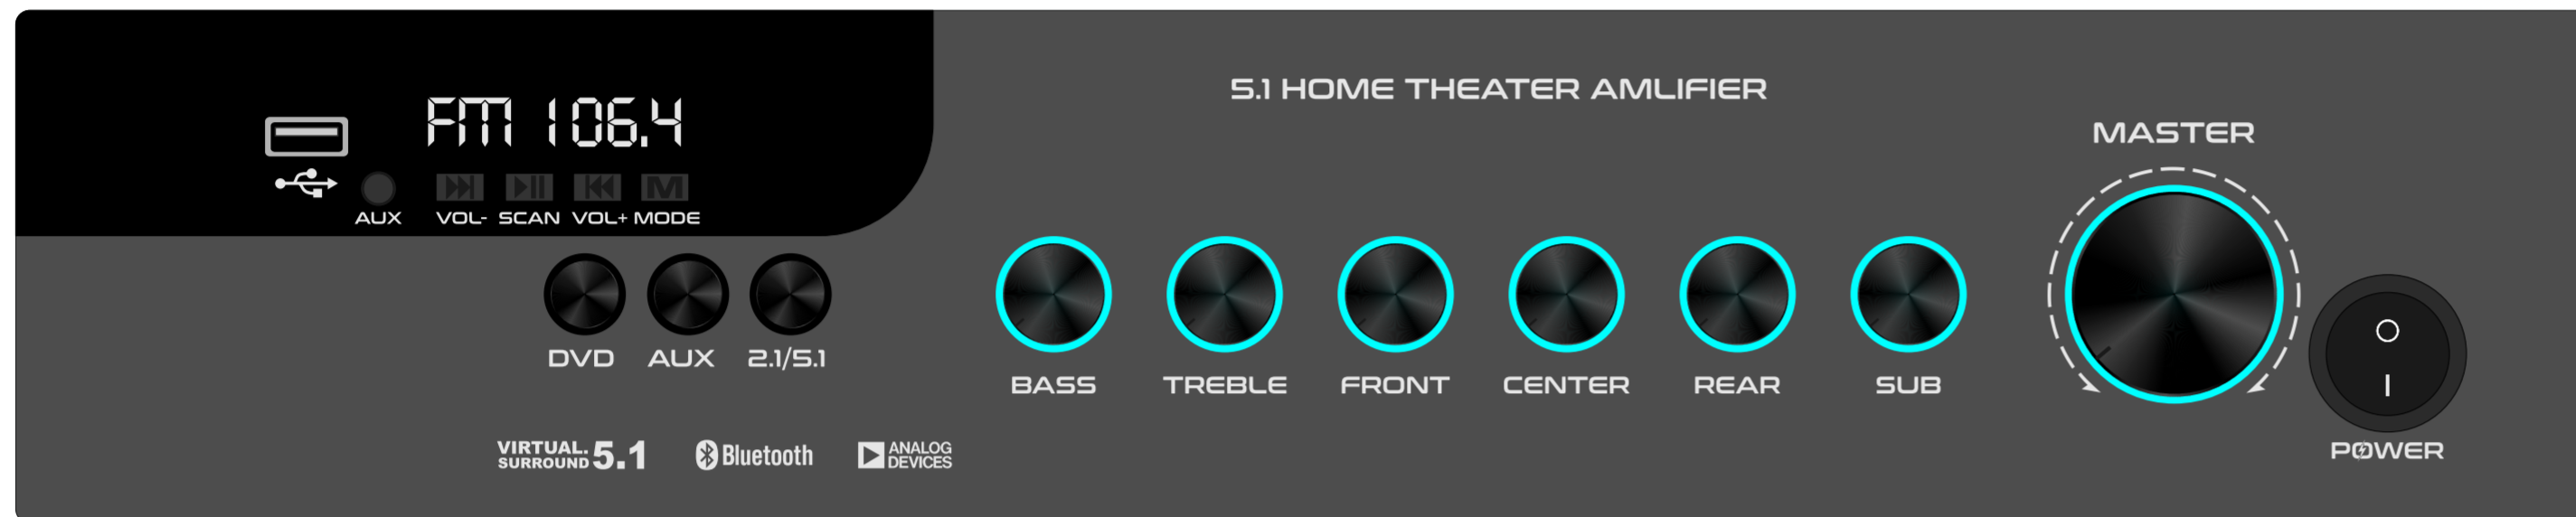 FM 106.4
AUX VOL- SCAN VOL+ MODE
M
DVD AUX 2.1/5.1
VIRTUAL.
SURROUND 5.1
Bluetooth
ANALOG
DEVICES
5.1 HOME THEATER AMLIFIER
BASS TREBLE FRONT CENTER REAR SUB
MASTER
O
I
POWER